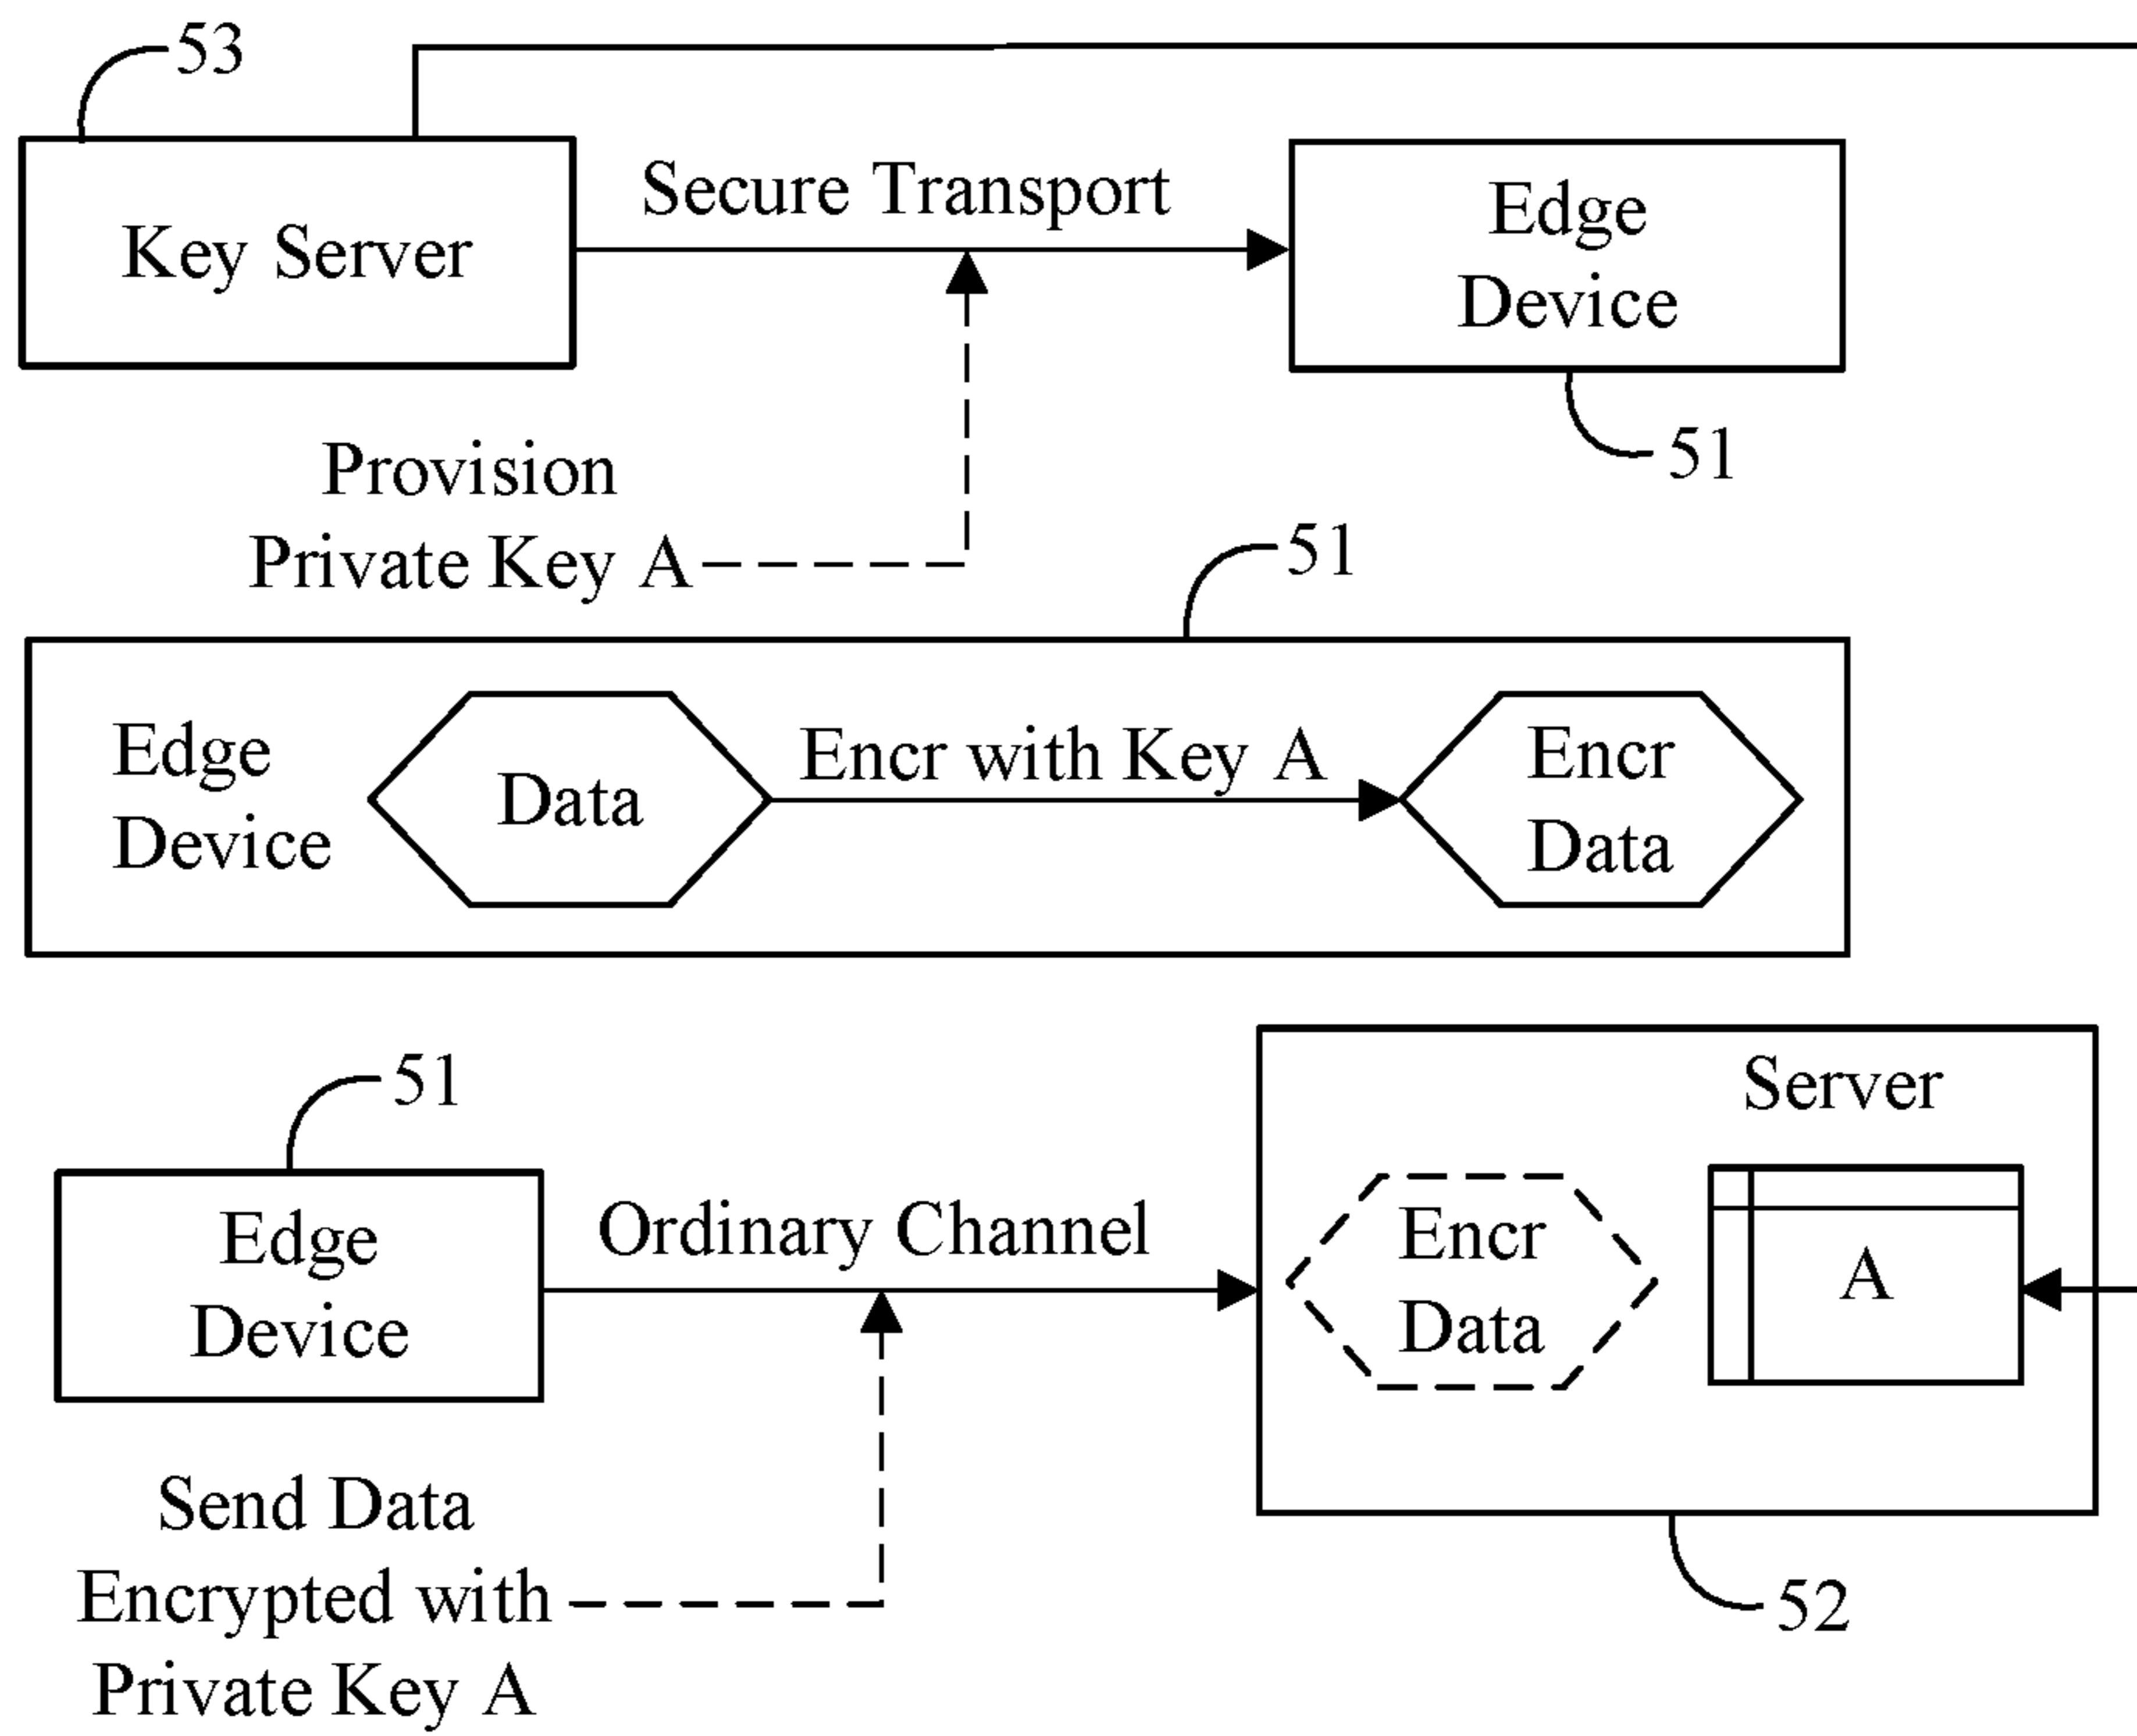 53
Key Server
Secure Transport
Edge
Device
51
Provision
Private Key A
51
Edge
Device
Data
Encr with Key A
Encr
Data
51
Edge
Device
Ordinary Channel
Server
Encr
Data
A
Send Data
Encrypted with
Private Key A
52